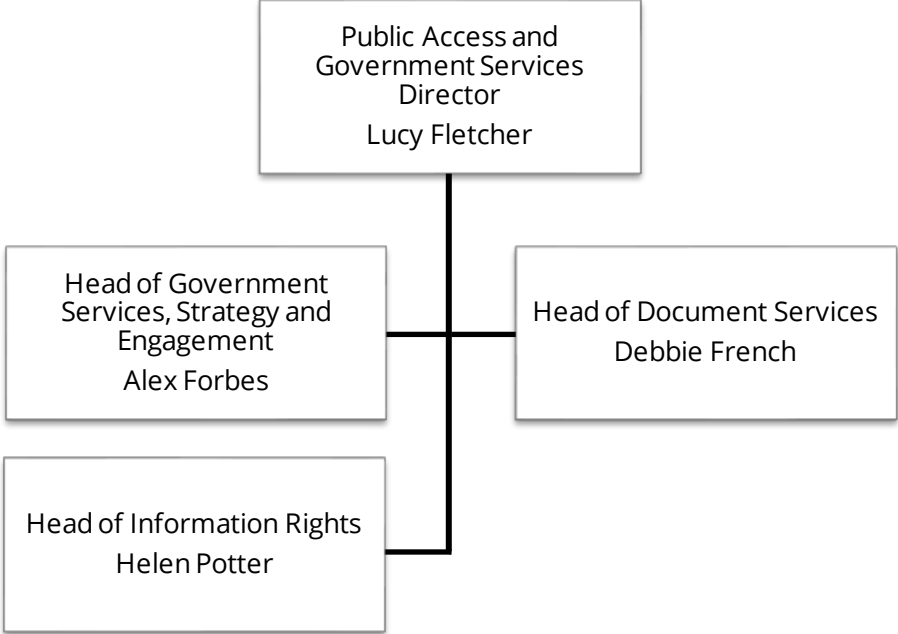 Public Access and
Government Services
Director
Lucy Fletcher
Head of Government
Services, Strategy and
Engagement
Alex Forbes
Head of Document Services
Debbie French
Head of Information Rights
Helen Potter